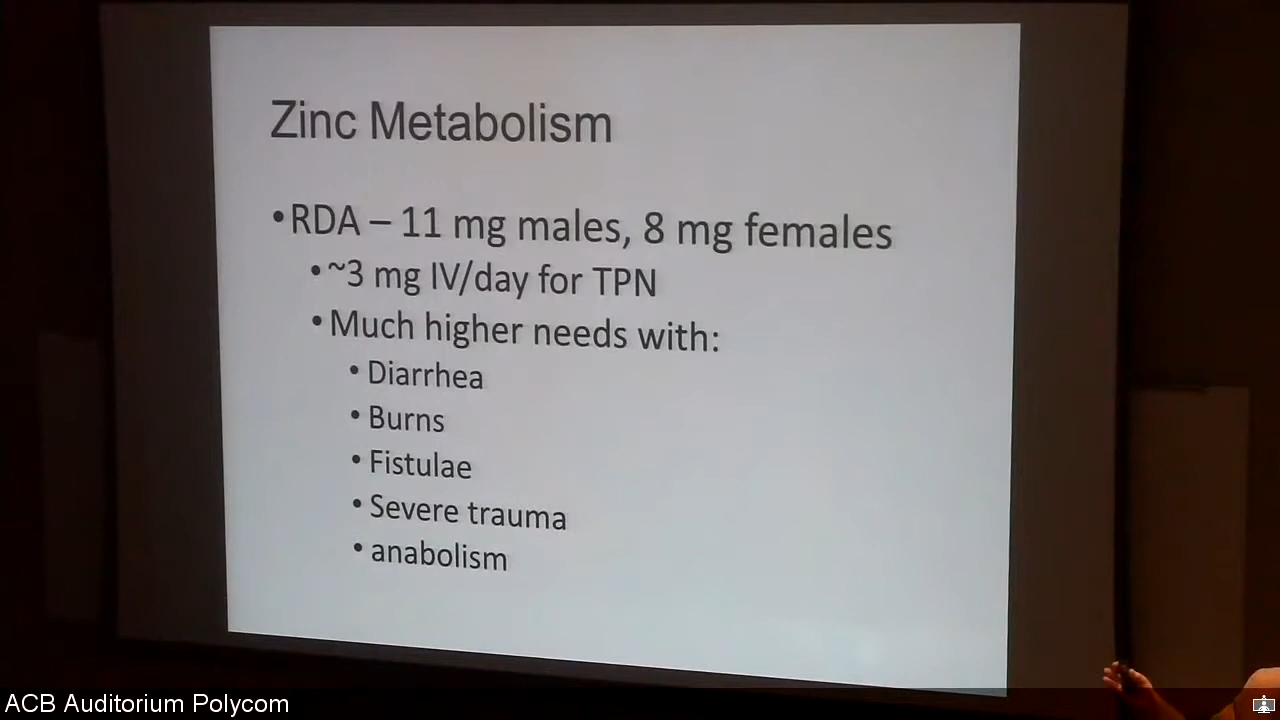 Zinc Metabolism
•RDA – 11 mg males, 8 mg females
•~3 mg IV/day for TPN
•Much higher needs with:
• Diarrhea
• Burns
• Fistulae
• Severe trauma
• anabolism
ACB Auditorium Polycom